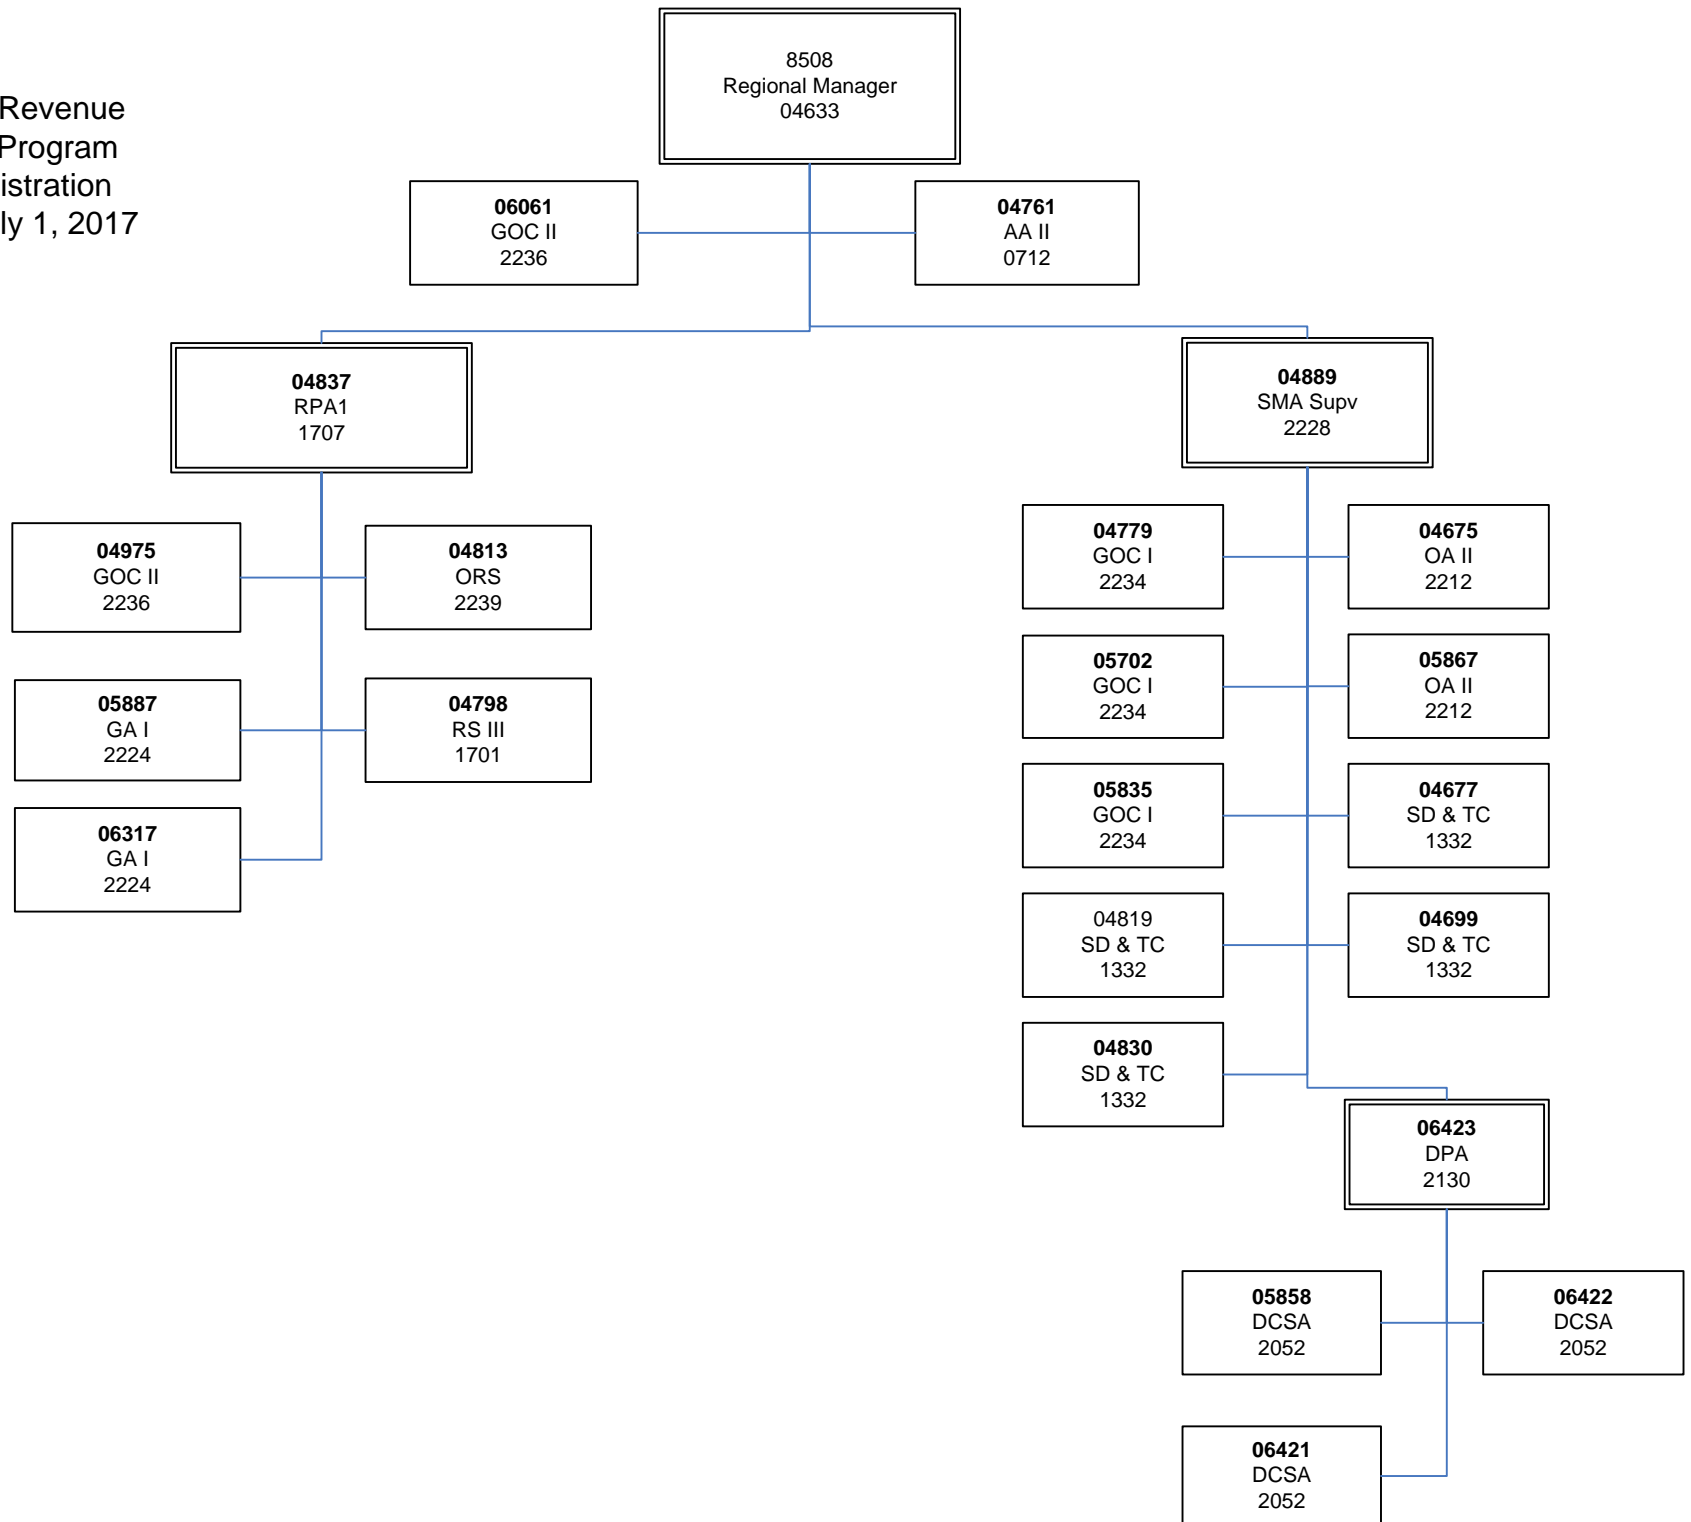 8508
Regional Manager
04633
Revenue
Program
istration
ly 1, 2017
06061
GOC II
2236
04761
AA II
0712
04837
RPA1
1707
04889
SMA Supv
2228
04975
GOC II
2236
04813
ORS
2239
05887
GA I
2224
04798
RS III
1701
06317
GA I
2224
04779
GOC I
2234
04675
OA II
2212
05702
GOC I
2234
05867
OA II
2212
05835
GOC I
2234
04677
SD & TC
1332
04819
SD & TC
1332
04699
SD & TC
1332
04830
SD & TC
1332
06423
DPA
2130
05858
DCSA
2052
06422
DCSA
2052
06421
DCSA
2052